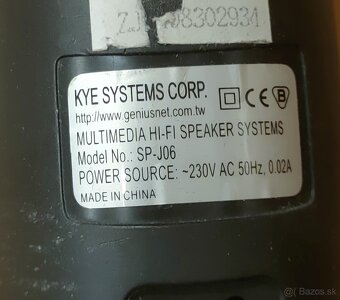 KYE SYSTEMS CORP.
http://www.geniusnet.com.tw
MULTIMEDIA HI-FI SPEAKER SYSTEMS
Model No.: SP-J06
POWER SOURCE: ~230V AC 50Hz, 0.02A
MADE IN CHINA
CE B
© Bazos.sk